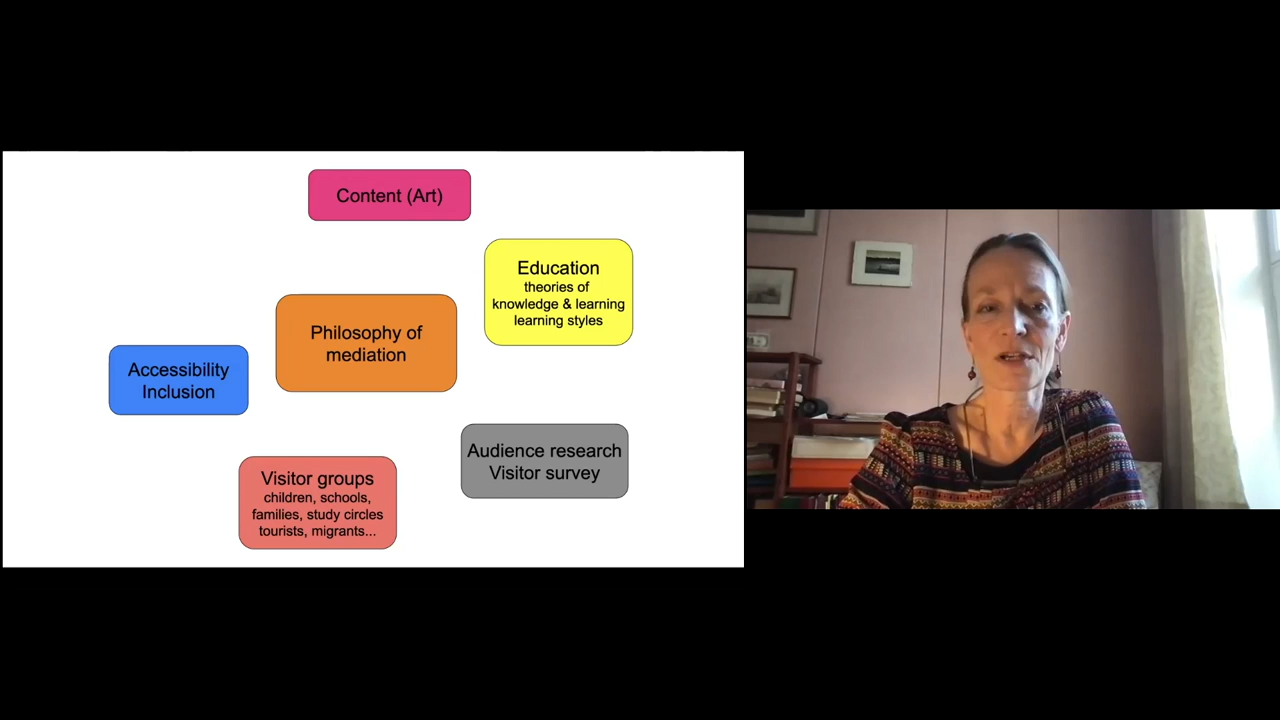 Content (Art)
Education
theories of
knowledge & learning
learning styles
Philosophy of
mediation
Accessibility
Inclusion
Audience research
Visitor survey
Visitor groups
children, schools,
families, study circles
tourists, migrants...